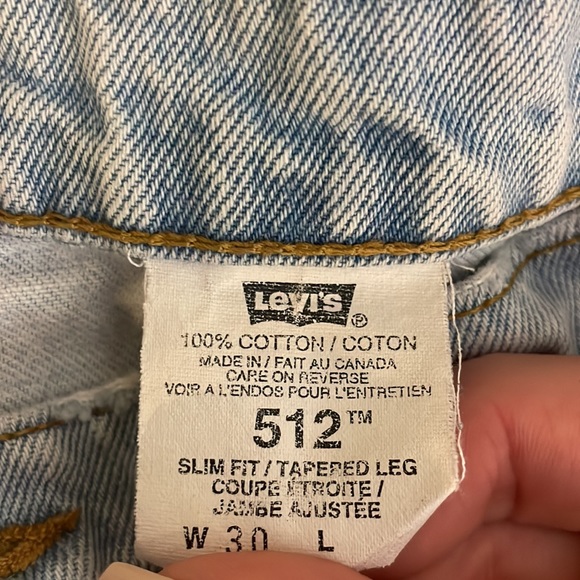 Levi's ®
100% COTTON / COTON
MADE IN / FAIT AU CANADA
CARE ON REVERSE
VOIR A L'ENDOS POUR L'ENTRETIEN
512™
SLIM FIT / TAPERED LEG
COUPE ÉTROITE /
JAMBE AJUSTÉE
W 30 L